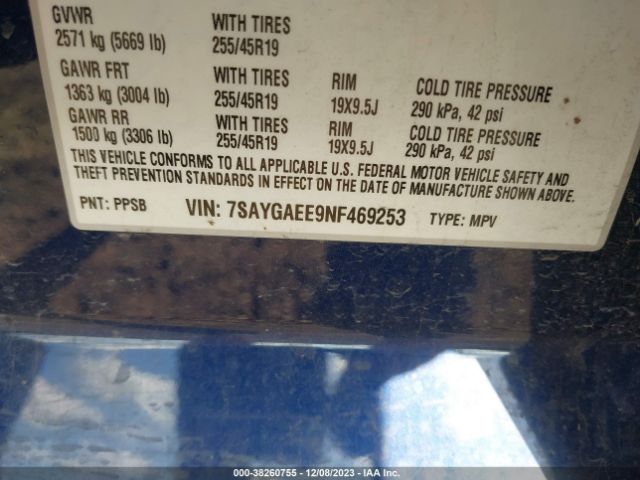 GVWR WITH TIRES
2571 kg (5669 lb) 255/45R19
GAWR FRT WITH TIRES RIM COLD TIRE PRESSURE
1363 kg (3004 lb) 255/45R19 19X9.5J 290 kPa, 42 psi
GAWR RR WITH TIRES RIM COLD TIRE PRESSURE
1500 kg (3306 lb) 255/45R19 19X9.5J 290 kPa, 42 psi
THIS VEHICLE CONFORMS TO ALL APPLICABLE U.S. FEDERAL MOTOR VEHICLE SAFETY AND
THEFT PREVENTION STANDARDS IN EFFECT ON THE DATE OF MANUFACTURE SHOWN ABOVE.
PNT: PPSB VIN: 7SAYGAEE9NF469253 TYPE: MPV
000-38260755 - 12/08/2023 - IAA Inc.